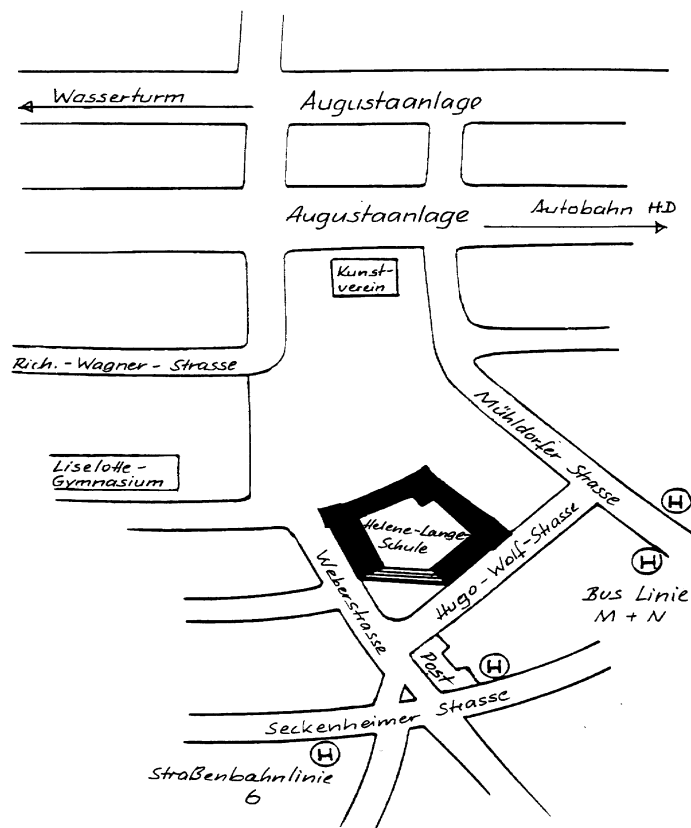 Wasserturm
Augustaanlage
Augustaanlage
Autobahn HD
Kunst-
verein
Rich.-Wagner-Strasse
Mühldorfer Strasse
Liselotte-
Gymnasium
Helene-Lange-
Schule
Hugo-Wolf-Strasse
Weberstrasse
H
H
Bus Linie
M + N
Post
H
Seckenheimer Strasse
H
Straßenbahnlinie
6